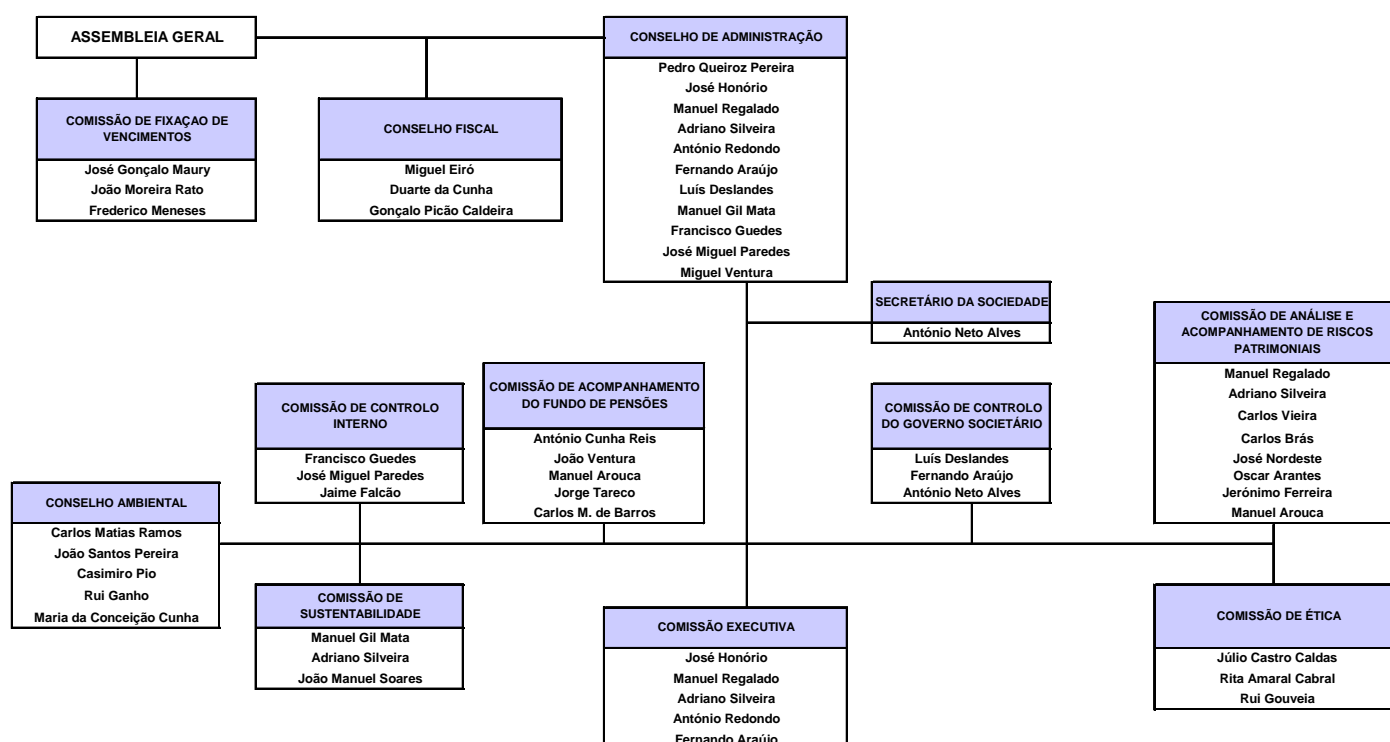 ASSEMBLEIA GERAL
CONSELHO DE ADMINISTRAÇÃO
Pedro Queiroz Pereira
José Honório
Manuel Regalado
Adriano Silveira
António Redondo
Fernando Araújo
Luís Deslandes
Manuel Gil Mata
Francisco Guedes
José Miguel Paredes
Miguel Ventura
COMISSÃO DE FIXAÇAO DE
VENCIMENTOS
José Gonçalo Maury
João Moreira Rato
Frederico Meneses
CONSELHO FISCAL
Miguel Eiró
Duarte da Cunha
Gonçalo Picão Caldeira
SECRETÁRIO DA SOCIEDADE
António Neto Alves
COMISSÃO DE ANÁLISE E
ACOMPANHAMENTO DE RISCOS
PATRIMONIAIS
Manuel Regalado
Adriano Silveira
Carlos Vieira
Carlos Brás
José Nordeste
Oscar Arantes
Jerónimo Ferreira
Manuel Arouca
COMISSÃO DE CONTROLO
INTERNO
Francisco Guedes
José Miguel Paredes
Jaime Falcão
COMISSÃO DE ACOMPANHAMENTO
DO FUNDO DE PENSÕES
António Cunha Reis
João Ventura
Manuel Arouca
Jorge Tareco
Carlos M. de Barros
COMISSÃO DE CONTROLO
DO GOVERNO SOCIETÁRIO
Luís Deslandes
Fernando Araújo
António Neto Alves
CONSELHO AMBIENTAL
Carlos Matias Ramos
João Santos Pereira
Casimiro Pio
Rui Ganho
Maria da Conceição Cunha
COMISSÃO DE
SUSTENTABILIDADE
Manuel Gil Mata
Adriano Silveira
João Manuel Soares
COMISSÃO EXECUTIVA
José Honório
Manuel Regalado
Adriano Silveira
António Redondo
Fernando Araújo
COMISSÃO DE ÉTICA
Júlio Castro Caldas
Rita Amaral Cabral
Rui Gouveia